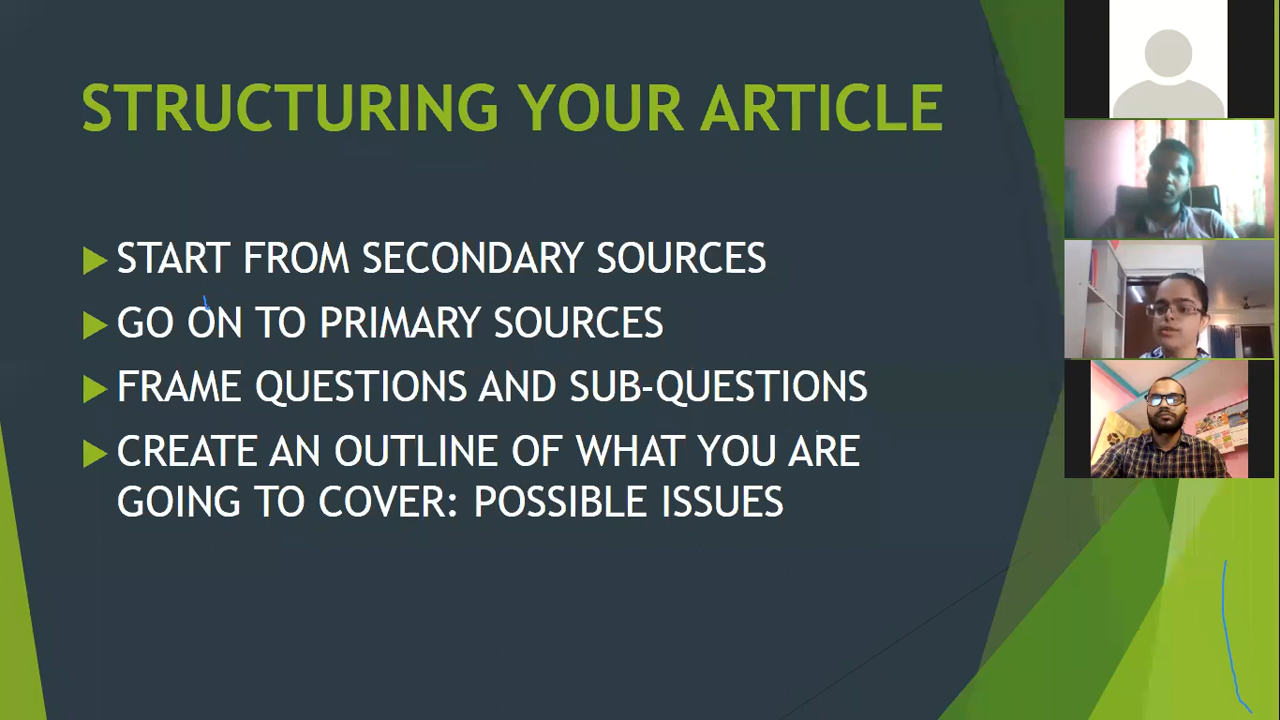 STRUCTURING YOUR ARTICLE
START FROM SECONDARY SOURCES
GO ON TO PRIMARY SOURCES
FRAME QUESTIONS AND SUB-QUESTIONS
CREATE AN OUTLINE OF WHAT YOU ARE
GOING TO COVER: POSSIBLE ISSUES